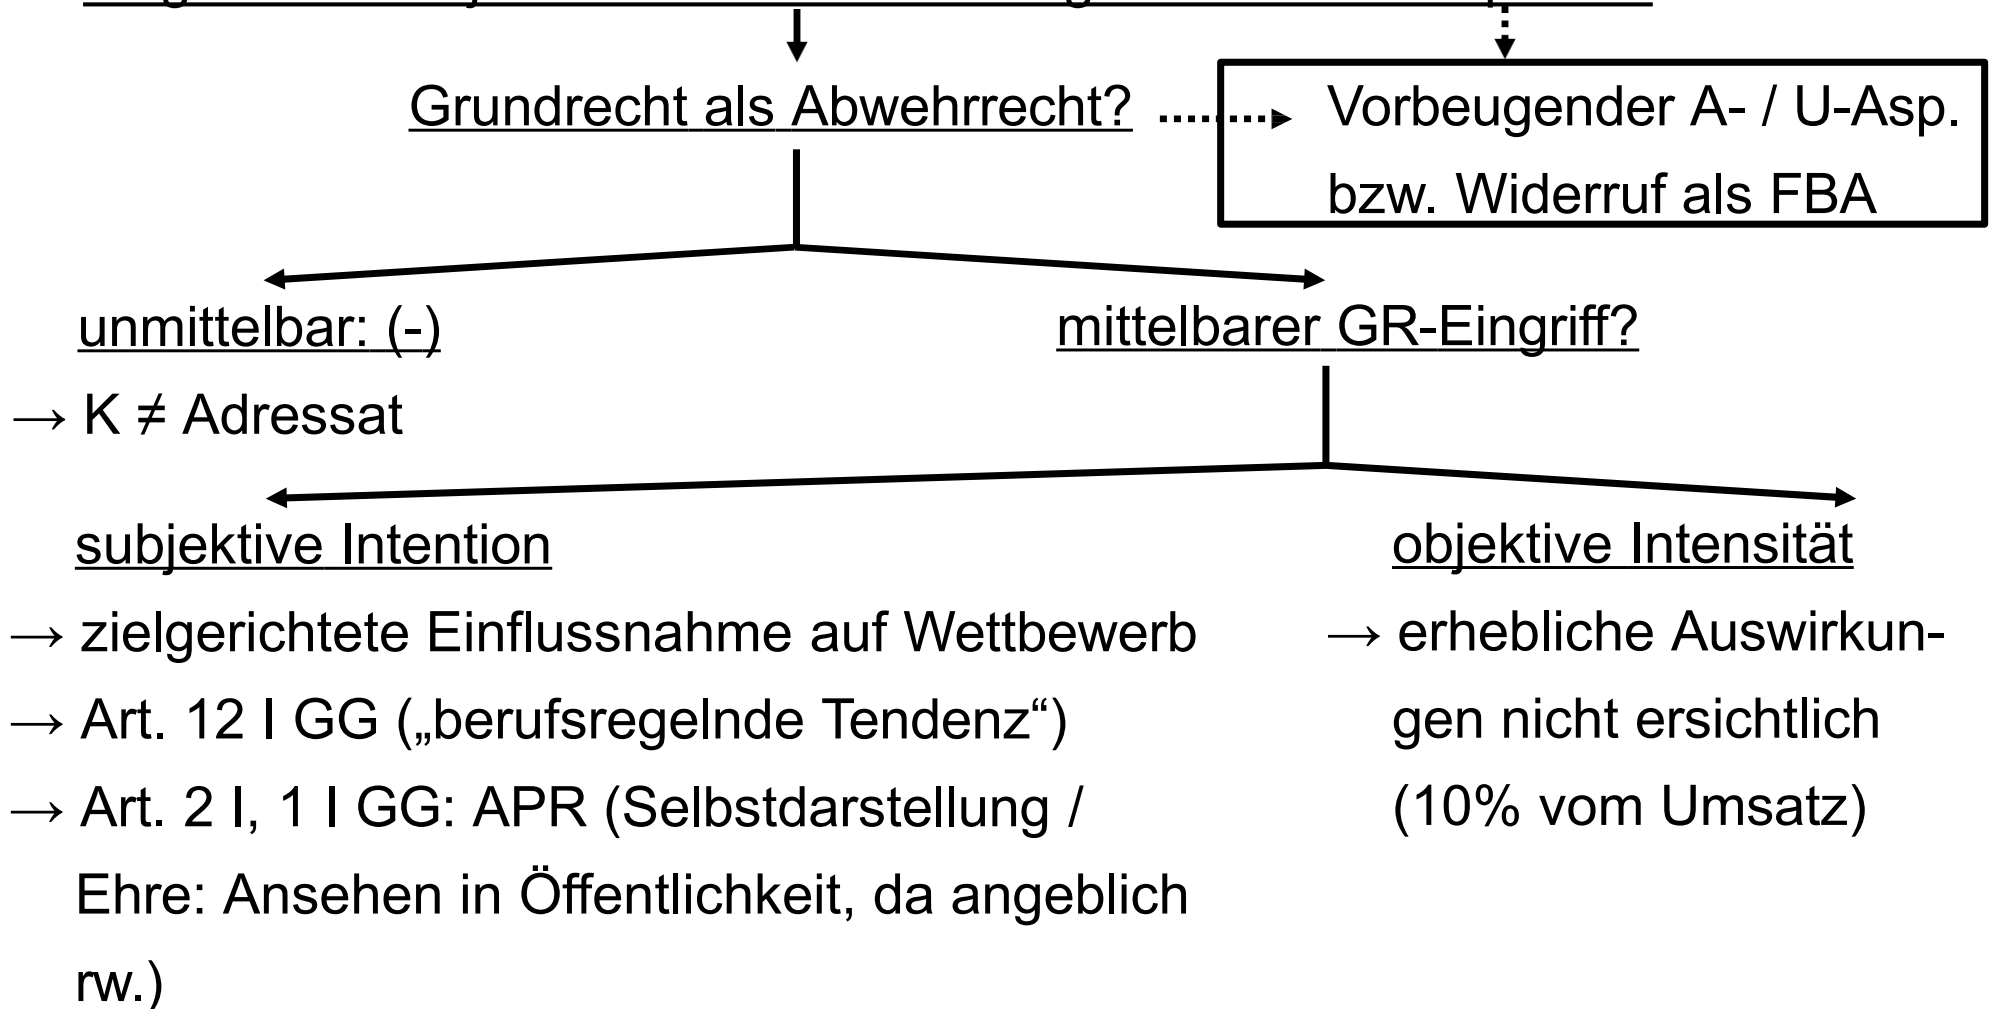 Grundrecht als Abwehrrecht?
Vorbeugender A- / U-Asp.
bzw. Widerruf als FBA
unmittelbar: (-)
mittelbarer GR-Eingriff?
→ K ≠ Adressat
subjektive Intention
→ zielgerichtete Einflussnahme auf Wettbewerb
→ Art. 12 I GG („berufsregelnde Tendenz“)
→ Art. 2 I, 1 I GG: APR (Selbstdarstellung /
Ehre: Ansehen in Öffentlichkeit, da angeblich
rw.)
objektive Intensität
→ erhebliche Auswirkun-
gen nicht ersichtlich
(10% vom Umsatz)